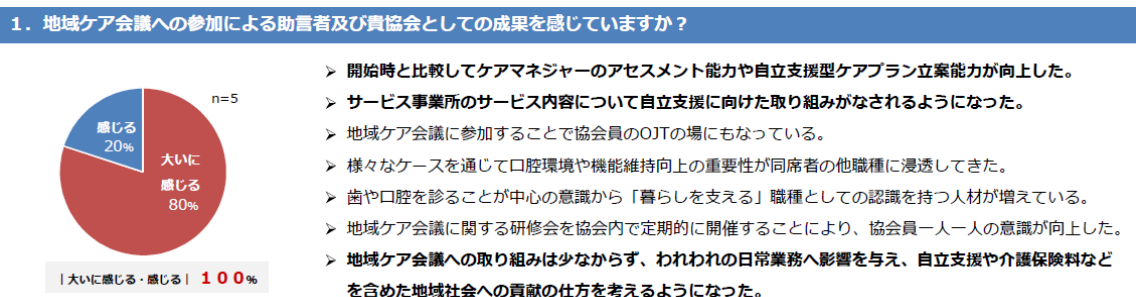 1．地域ケア会議への参加による助言者及び貴協会としての成果を感じていますか？
n=5
感じる
20%
大いに
感じる
80%
｜大いに感じる・感じる｜ １００%
➢ 開始時と比較してケアマネジャーのアセスメント能力や自立支援型ケアプラン立案能力が向上した。
➢ サービス事業所のサービス内容について自立支援に向けた取り組みがなされるようになった。
➢ 地域ケア会議に参加することで協会員のOJTの場にもなっている。
➢ 様々なケースを通じて口腔環境や機能維持向上の重要性が同席者の他職種に浸透してきた。
➢ 歯や口腔を診ることが中心の意識から「暮らしを支える」職種としての認識を持つ人材が増えている。
➢ 地域ケア会議に関する研修会を協会内で定期的に開催することにより、協会員一人一人の意識が向上した。
➢ 地域ケア会議への取り組みは少なからず、われわれの日常業務へ影響を与え、自立支援や介護保険料など
を含めた地域社会への貢献の仕方を考えるようになった。